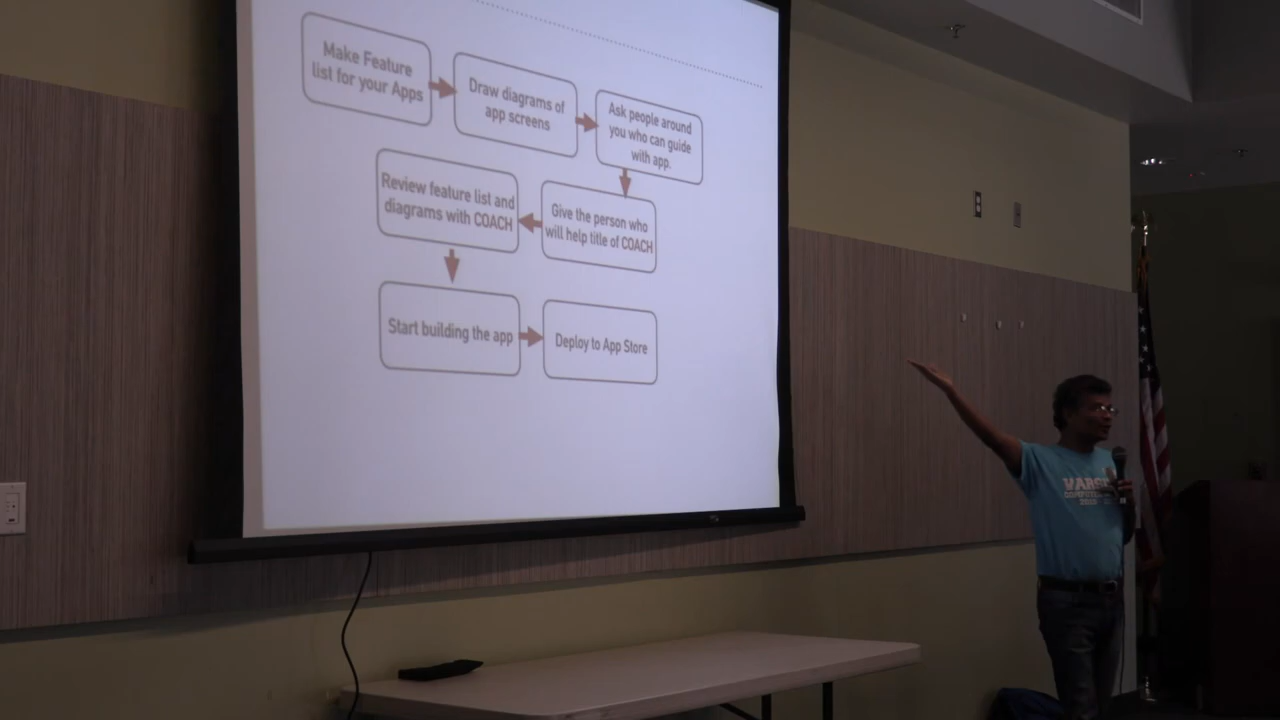 Make Feature
list for your Apps
Draw diagrams of
app screens
Ask people around
you who can guide
with app.
Give the person who
will help title of COACH
Review feature list and
diagrams with COACH
Start building the app
Deploy to App Store